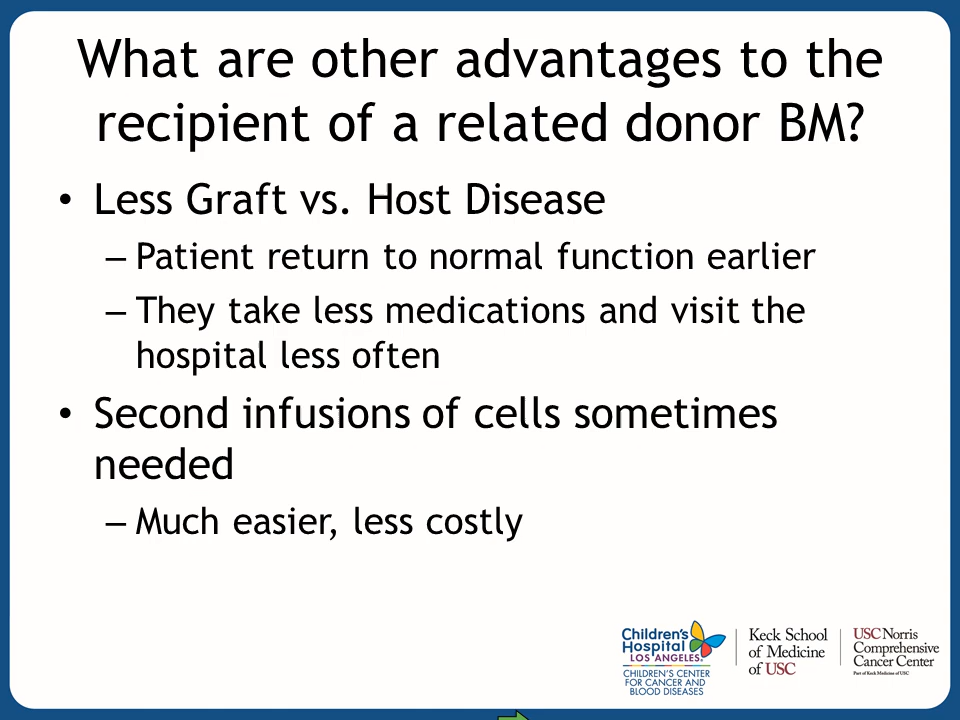 What are other advantages to the
recipient of a related donor BM?
• Less Graft vs. Host Disease
– Patient return to normal function earlier
– They take less medications and visit the
hospital less often
• Second infusions of cells sometimes
needed
– Much easier, less costly
Children's
Hospital
LOS ANGELES
CHILDREN'S CENTER
FOR CANCER AND
BLOOD DISEASES
Keck School
of Medicine
of USC
USC Norris
Comprehensive
Cancer Center
Part of Keck Medicine of USC